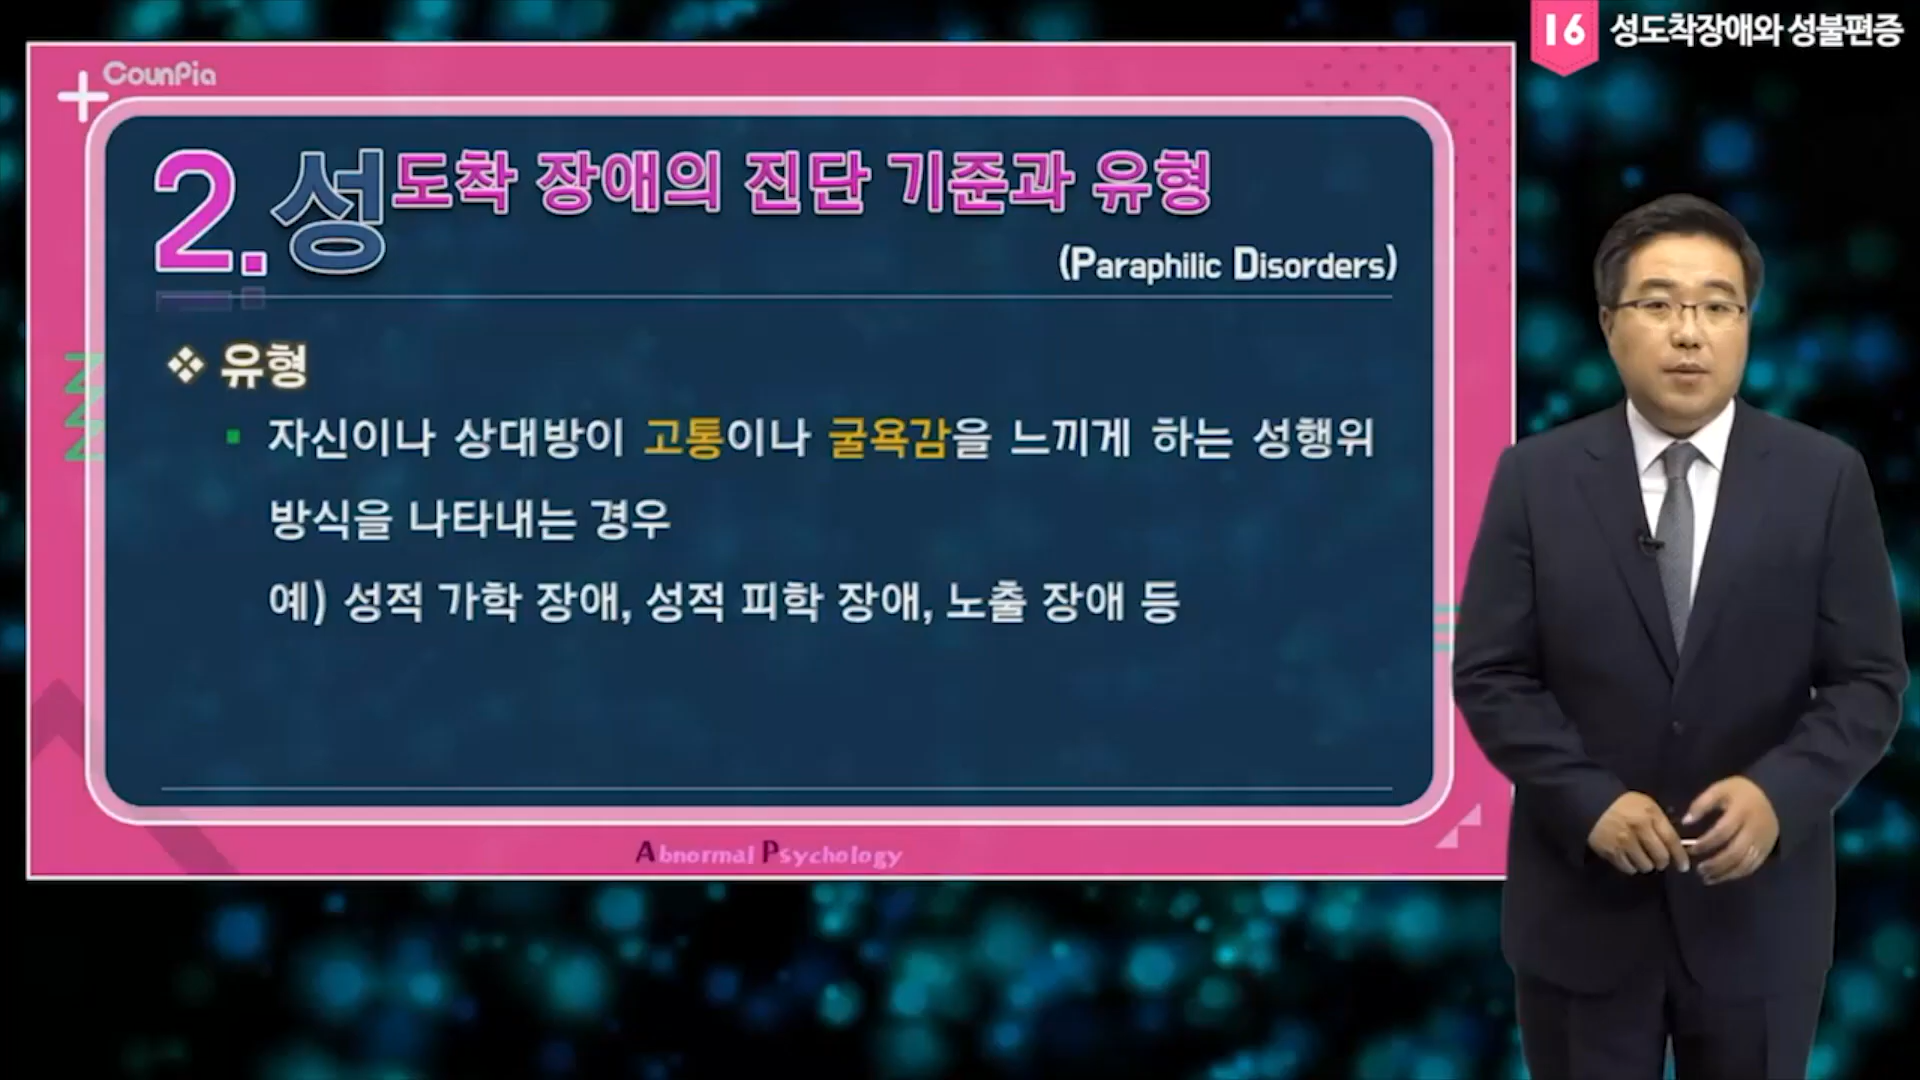 16 성도착장애와 성불편증
CounPia
2. 성도착 장애의 진단 기준과 유형
(Paraphilic Disorders)
❖ 유형
▪ 자신이나 상대방이 고통이나 굴욕감을 느끼게 하는 성행위
방식을 나타내는 경우
예) 성적 가학 장애, 성적 피학 장애, 노출 장애 등
Abnormal Psychology